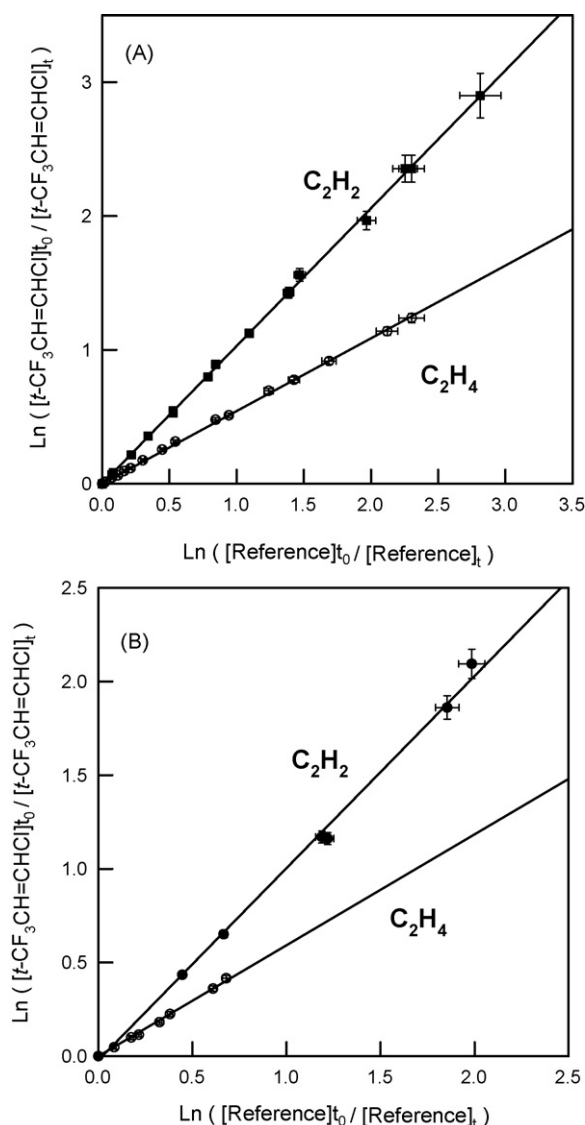 (A)
Ln ( [t-CF₃CH=CHCl]t₀ / [t-CF₃CH=CHCl]ₜ )
3
2
1
0
C₂H₂
C₂H₄
0.0 0.5 1.0 1.5 2.0 2.5 3.0 3.5
Ln ( [Reference]t₀ / [Reference]ₜ )
(B)
Ln ( [t-CF₃CH=CHCl]t₀ / [t-CF₃CH=CHCl]ₜ )
2.5
2.0
1.5
1.0
0.5
0.0
C₂H₂
C₂H₄
0.0 0.5 1.0 1.5 2.0 2.5
Ln ( [Reference]t₀ / [Reference]ₜ )